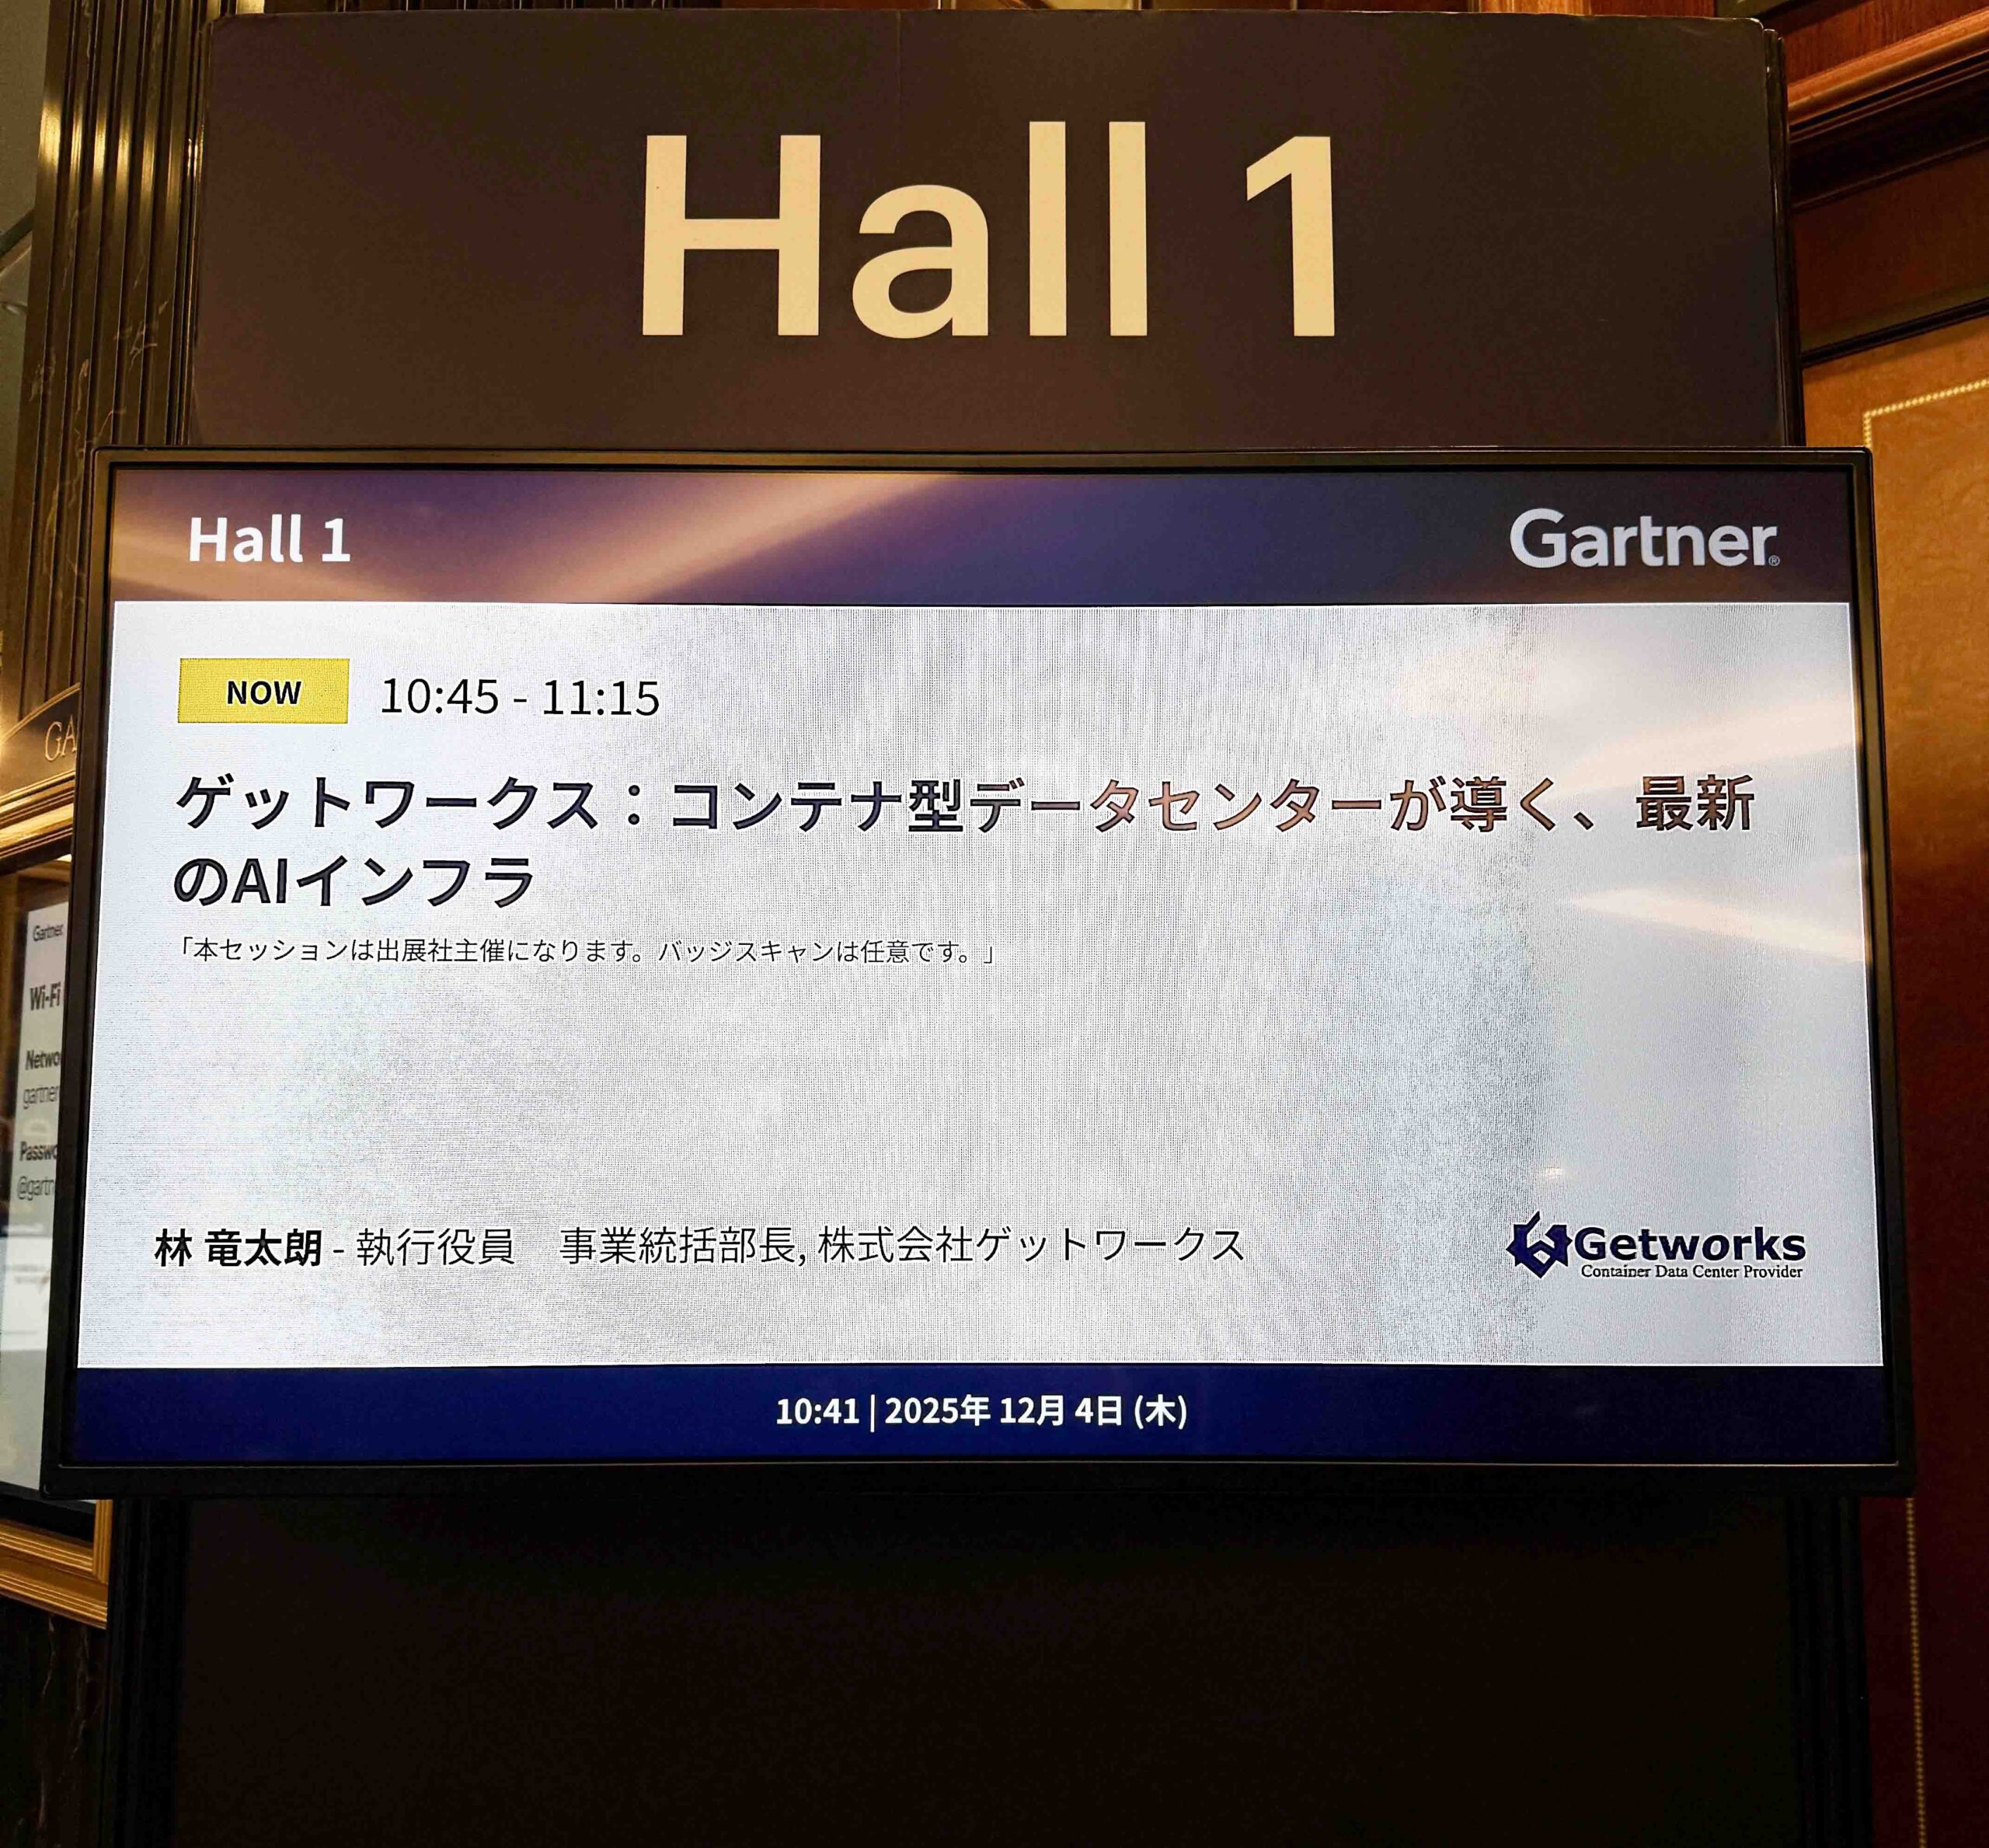 Hall 1
Hall 1
Gartner®
NOW 10:45 - 11:15
ゲットワークス：コンテナ型データセンターが導く、最新
のAIインフラ
「本セッションは出展社主催になります。バッジスキャンは任意です。」
林 竜太朗 - 執行役員　事業統括部長, 株式会社ゲットワークス
Getworks
Container Data Center Provider
10:41 | 2025年 12月 4日 (木)
Gartner
Wi-Fi